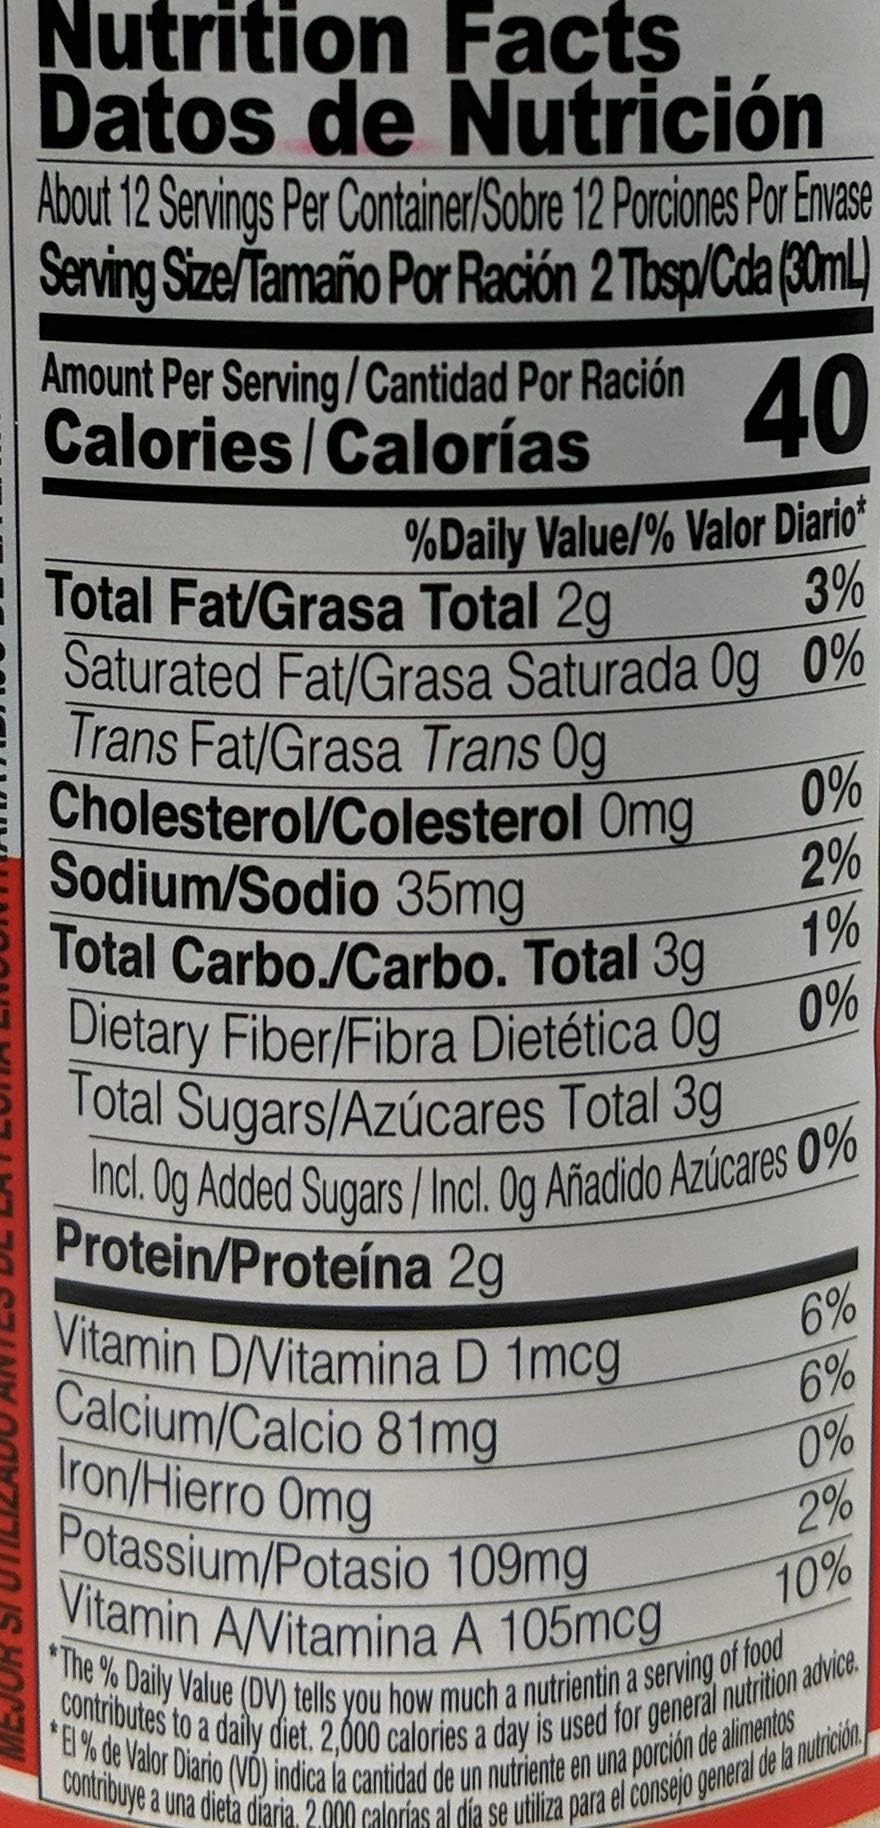 Nutrition Facts
Datos de Nutrición
About 12 Servings Per Container/Sobre 12 Porciones Por Envase
Serving Size/Tamaño Por Ración 2 Tbsp/Cda (30mL)
Amount Per Serving / Cantidad Por Ración
Calories / Calorías 40
%Daily Value/% Valor Diario*
Total Fat/Grasa Total 2g 3%
Saturated Fat/Grasa Saturada 0g 0%
Trans Fat/Grasa Trans 0g
Cholesterol/Colesterol 0mg 0%
Sodium/Sodio 35mg 2%
Total Carbo./Carbo. Total 3g 1%
Dietary Fiber/Fibra Dietética 0g 0%
Total Sugars/Azúcares Total 3g
Incl. 0g Added Sugars / Incl. 0g Añadido Azúcares 0%
Protein/Proteína 2g
Vitamin D/Vitamina D 1mcg 6%
Calcium/Calcio 81mg 6%
Iron/Hierro 0mg 0%
Potassium/Potasio 109mg 2%
Vitamin A/Vitamina A 105mcg 10%
*The % Daily Value (DV) tells you how much a nutrientin a serving of food
contributes to a daily diet. 2,000 calories a day is used for general nutrition advice.
*El % de Valor Diario (VD) indica la cantidad de un nutriente en una porción de alimentos
contribuye a una dieta diaria. 2,000 calorías al día se utiliza para el consejo general de la nutrición.
MEJOR SI UTILIZADO ANTES DE LA FECHA